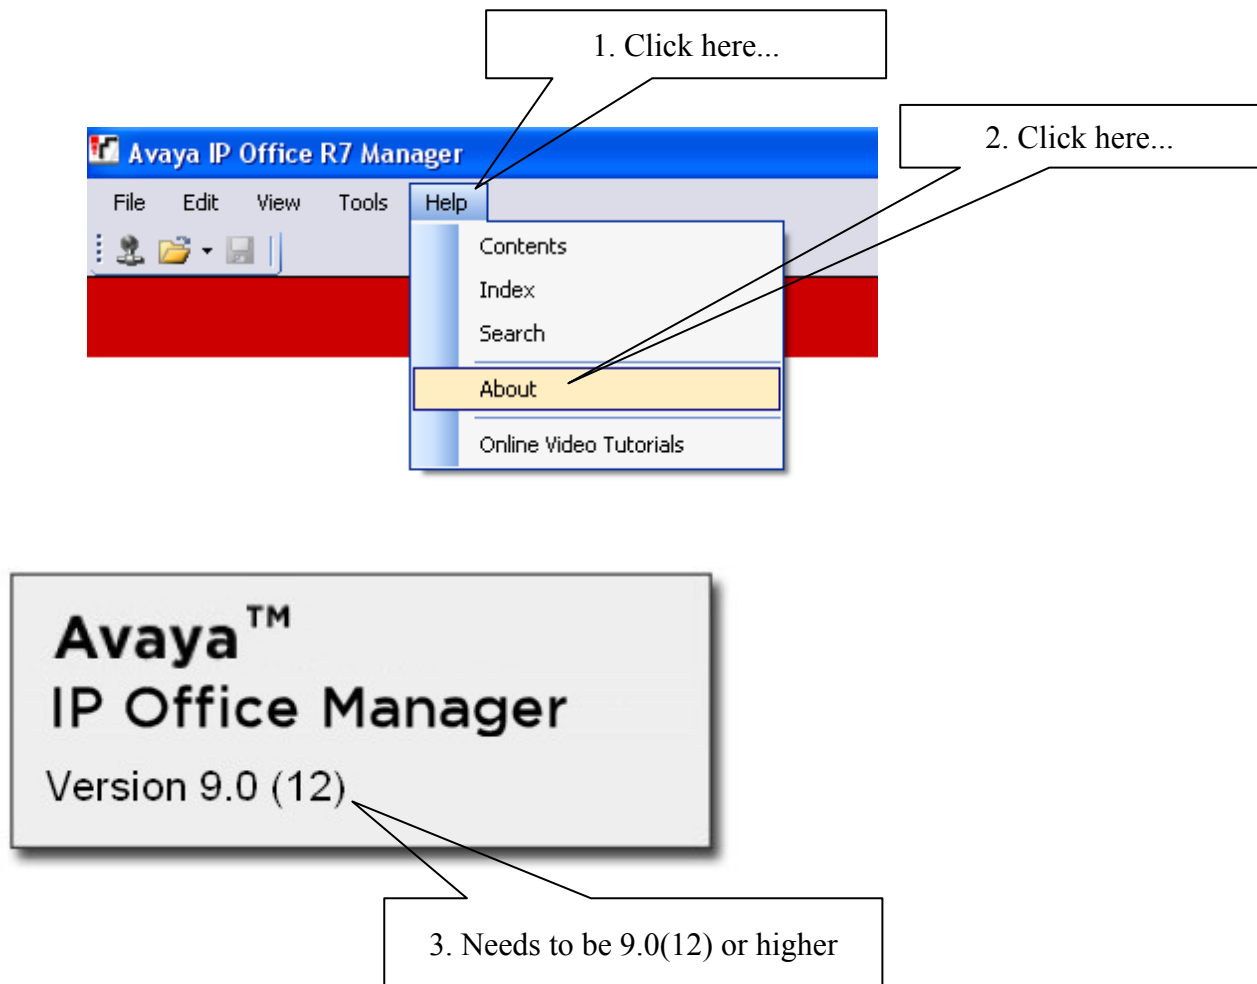 1. Click here...
2. Click here...
Avaya IP Office R7 Manager
File Edit View Tools Help
Contents
Index
Search
About
Online Video Tutorials
Avaya™
IP Office Manager
Version 9.0 (12)
3. Needs to be 9.0(12) or higher